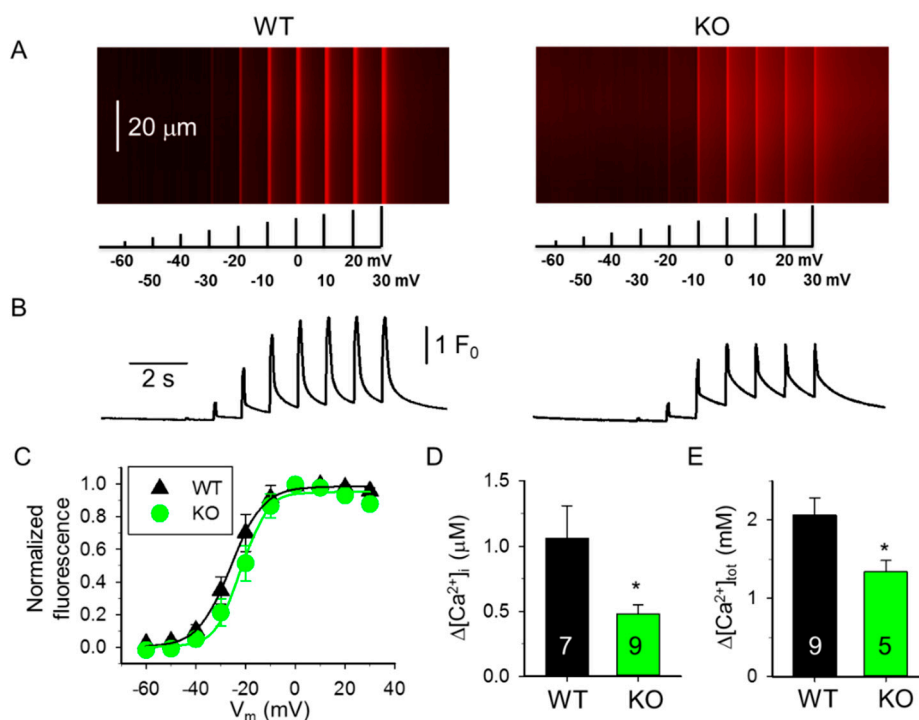 WT
KO
A
20 μm
-60 -40 -20 0 20 mV
-50 -30 -10 10 30 mV
-60 -40 -20 0 20 mV
-50 -30 -10 10 30 mV
B
2 s
1 F0
C
WT
KO
Normalized
fluorescence
1.0
0.8
0.6
0.4
0.2
0.0
-60 -40 -20 0 20 40
Vm (mV)
D
Δ[Ca2+]i (μM)
1.5
1.0
0.5
0.0
7
*
9
WT KO
E
Δ[Ca2+]tot (mM)
2
1
0
9
*
5
WT KO